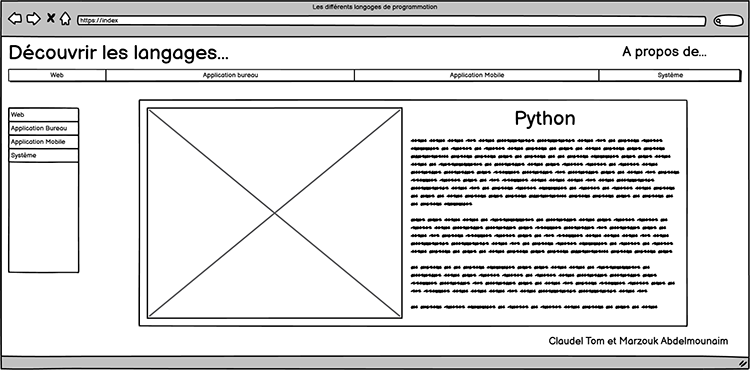 Les différents langages de programmation
https://index
Découvrir les langages...
A propos de...
Web
Application bureau
Application Mobile
Système
Web
Application Bureau
Application Mobile
Système
Python
Claudel Tom et Marzouk Abdelmounaim